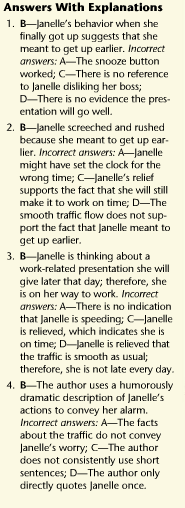 Answers With Explanations
1. B—Janelle's behavior when she
finally got up suggests that she
meant to get up earlier. Incorrect
answers: A—The snooze button
worked; C—There is no reference
to Janelle disliking her boss;
D—There is no evidence the pres-
entation will go well.
2. B—Janelle screeched and rushed
because she meant to get up ear-
lier. Incorrect answers: A—Janelle
might have set the clock for the
wrong time; C—Janelle's relief
supports the fact that she will still
make it to work on time; D—The
smooth traffic flow does not sup-
port the fact that Janelle meant to
get up earlier.
3. B—Janelle is thinking about a
work-related presentation she will
give later that day; therefore, she
is on her way to work. Incorrect
answers: A—There is no indication
that Janelle is speeding; C—Janelle
is relieved, which indicates she is
on time; D—Janelle is relieved that
the traffic is smooth as usual;
therefore, she is not late every day.
4. B—The author uses a humorously
dramatic description of Janelle's
actions to convey her alarm.
Incorrect answers: A—The facts
about the traffic do not convey
Janelle's worry; C—The author
does not consistently use short
sentences; D—The author only
directly quotes Janelle once.